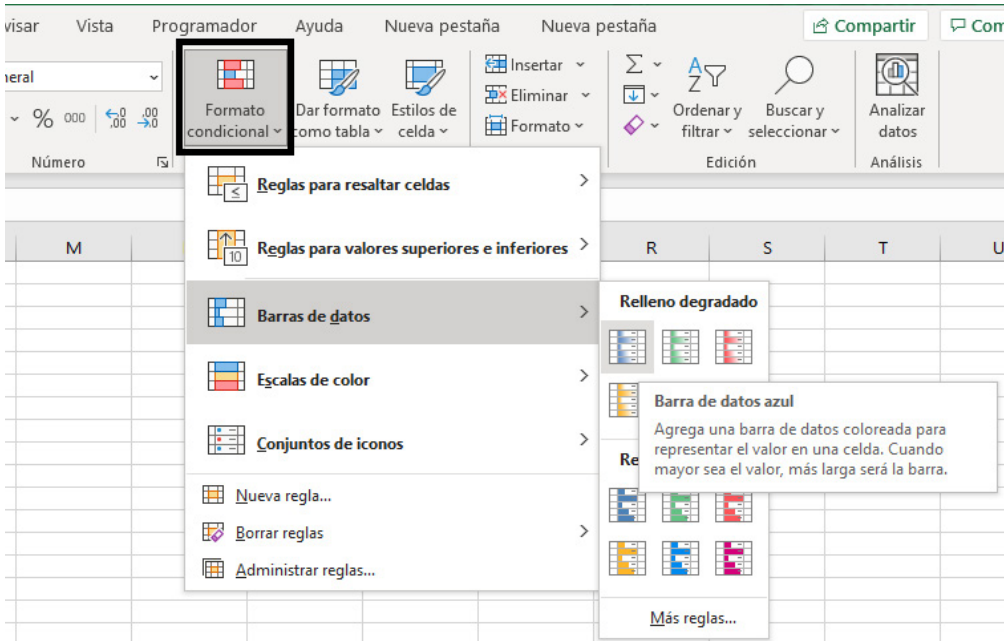 visar Vista Programador Ayuda Nueva pestaña Nueva pestaña Compartir Com
neral
Formato condicional
Dar formato como tabla
Estilos de celda
Insertar
Eliminar
Formato
Ordenar y filtrar
Buscar y seleccionar
Analizar datos
% 000 ,00 ,00
Número Edición Análisis
Reglas para resaltar celdas
Reglas para valores superiores e inferiores
M R S T U
Barras de datos
Escalas de color
Conjuntos de iconos
Nueva regla...
Borrar reglas
Administrar reglas...
Relleno degradado
Barra de datos azul
Agrega una barra de datos coloreada para
representar el valor en una celda. Cuando
mayor sea el valor, más larga será la barra.
Re
Más reglas...